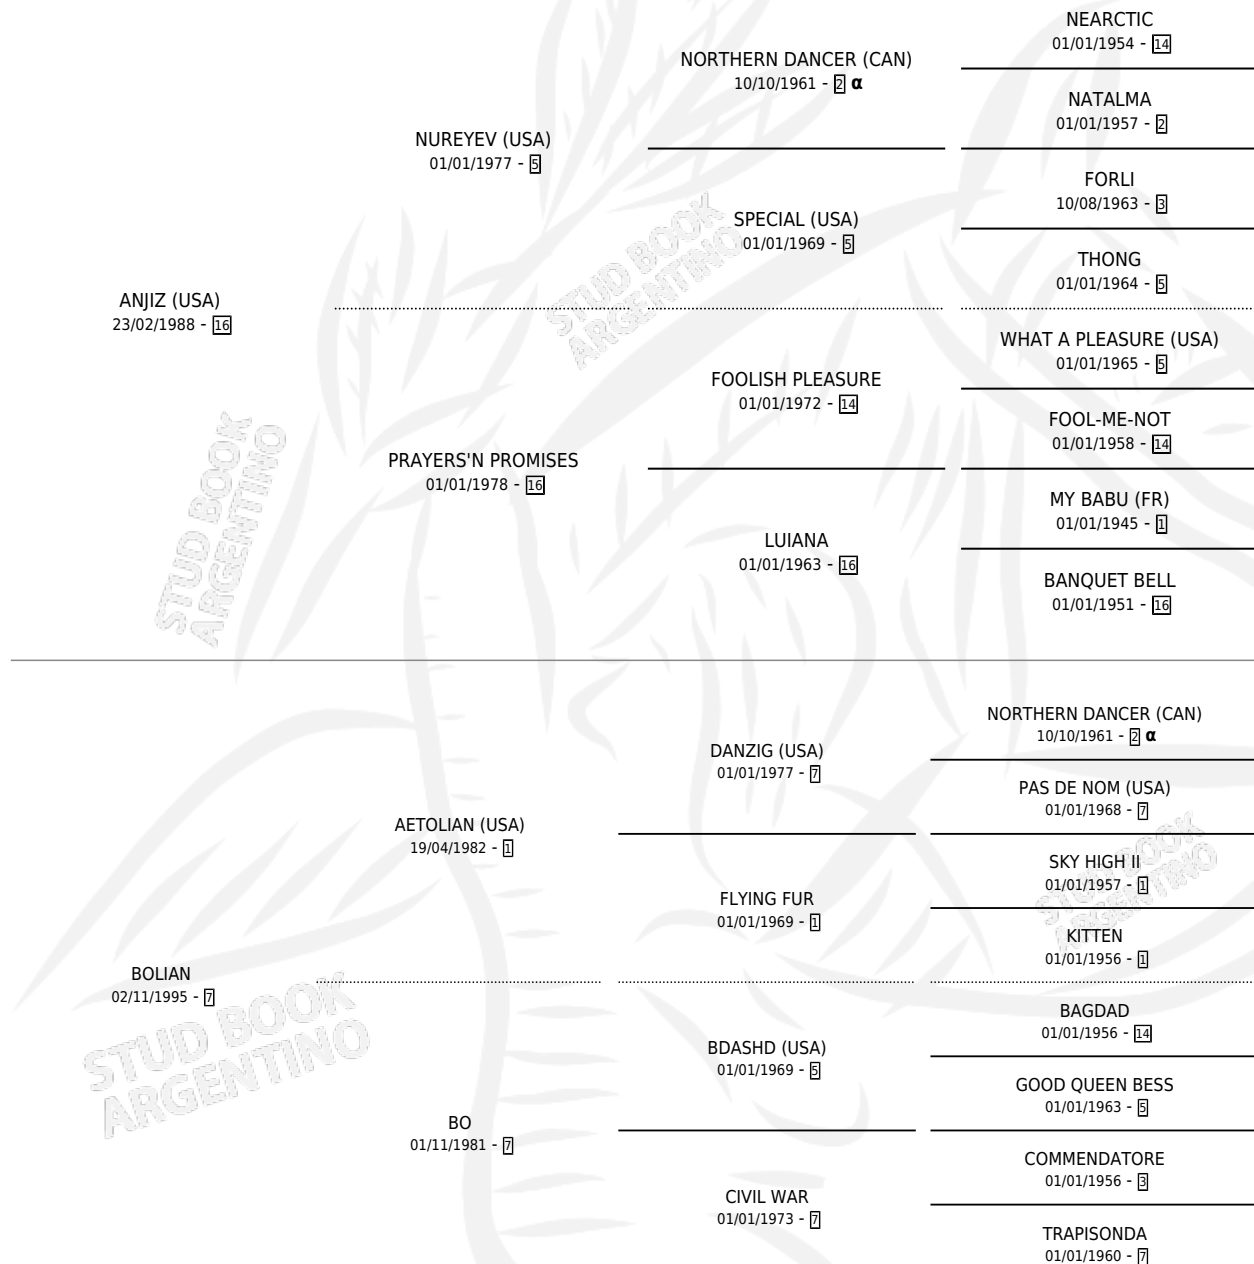 NEARCTIC
01/01/1954 - 14
NORTHERN DANCER (CAN)
10/10/1961 - 2 α
NATALMA
01/01/1957 - 2
NUREYEV (USA)
01/01/1977 - 5
FORLI
10/08/1963 - 3
SPECIAL (USA)
01/01/1969 - 5
THONG
01/01/1964 - 5
ANJIZ (USA)
23/02/1988 - 16
WHAT A PLEASURE (USA)
01/01/1965 - 5
FOOLISH PLEASURE
01/01/1972 - 14
FOOL-ME-NOT
01/01/1958 - 14
PRAYERS'N PROMISES
01/01/1978 - 16
MY BABU (FR)
01/01/1945 - 1
LUIANA
01/01/1963 - 16
BANQUET BELL
01/01/1951 - 16
NORTHERN DANCER (CAN)
10/10/1961 - 2 α
DANZIG (USA)
01/01/1977 - 7
PAS DE NOM (USA)
01/01/1968 - 7
AETOLIAN (USA)
19/04/1982 - 1
SKY HIGH II
01/01/1957 - 1
FLYING FUR
01/01/1969 - 1
KITTEN
01/01/1956 - 1
BOLIAN
02/11/1995 - 7
BAGDAD
01/01/1956 - 14
BDASHD (USA)
01/01/1969 - 5
GOOD QUEEN BESS
01/01/1963 - 5
BO
01/11/1981 - 7
COMMENDATORE
01/01/1956 - 3
CIVIL WAR
01/01/1973 - 7
TRAPISONDA
01/01/1960 - 7
STUD BOOK
ARGENTINO
STUD BOOK
ARGENTINO
STUD BOOK
ARGENTINO
STUD BOOK
ARGENTINO